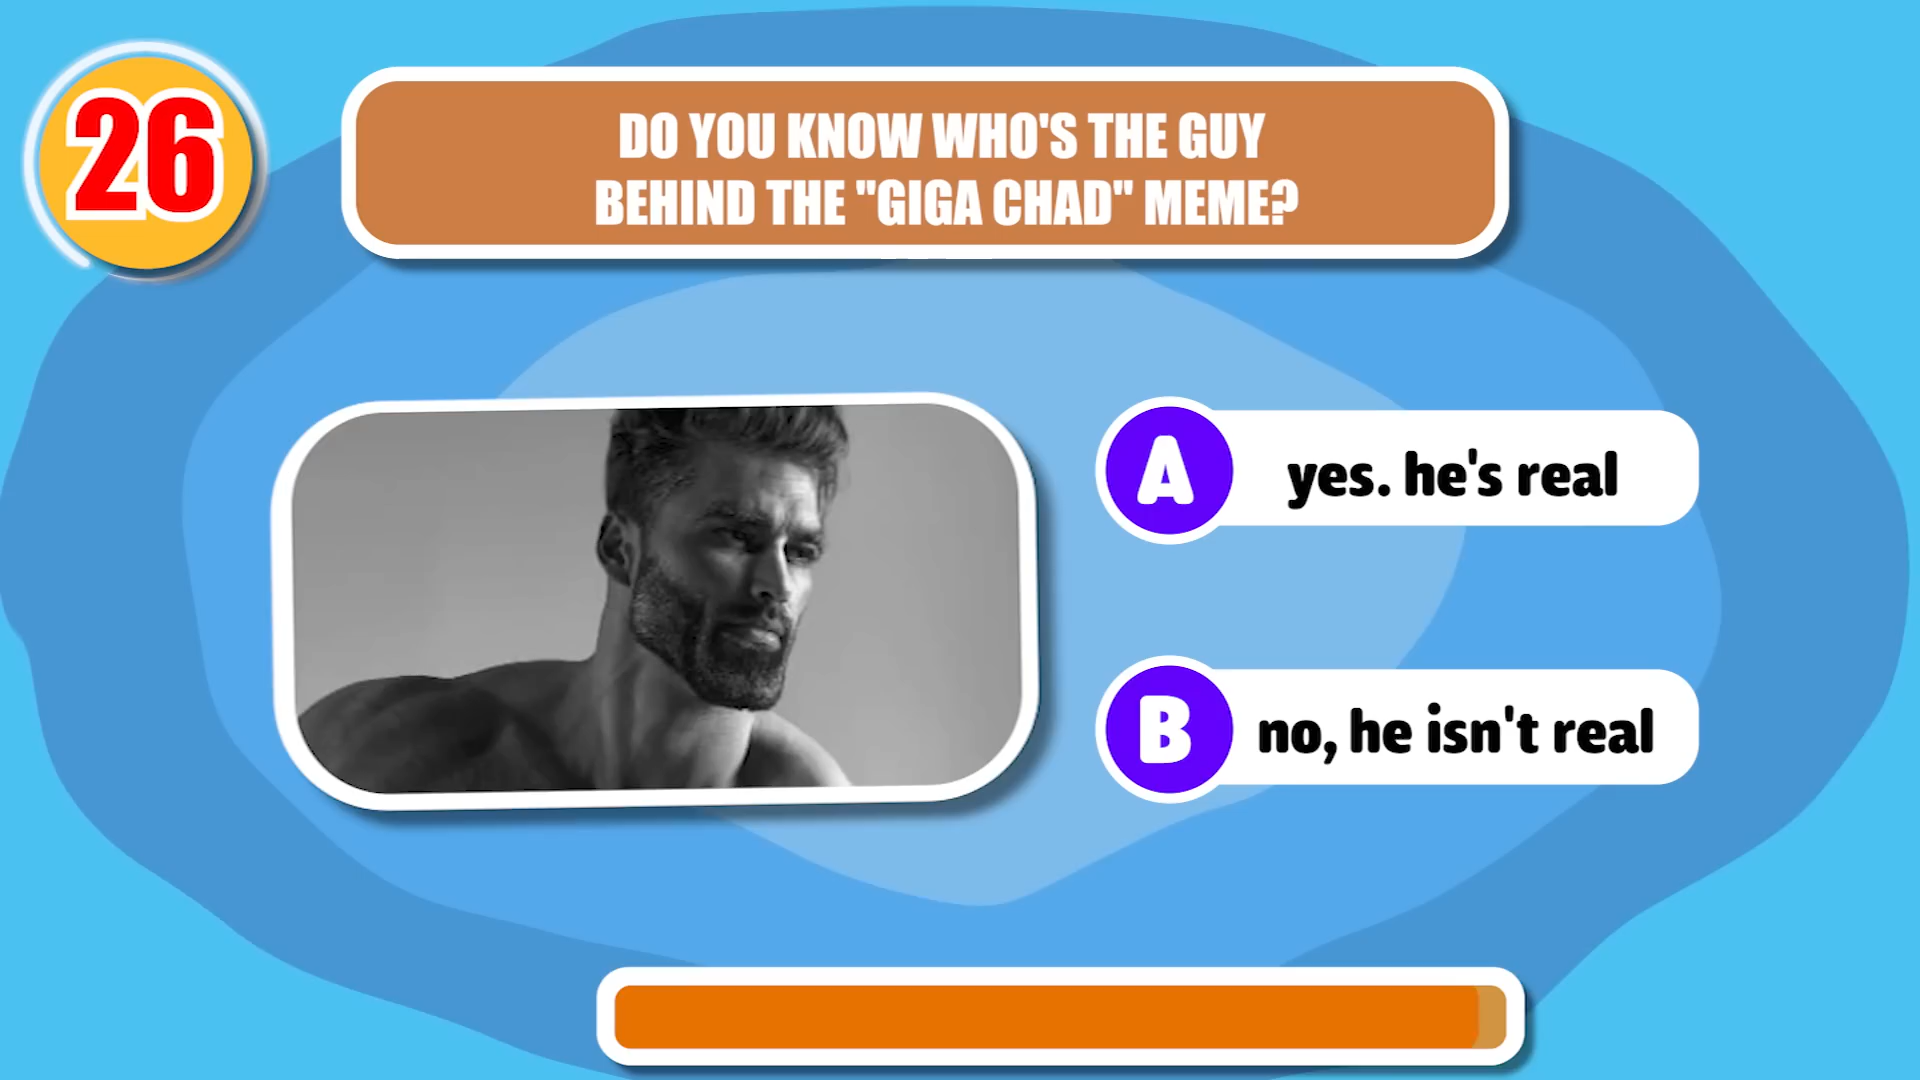 26
DO YOU KNOW WHO'S THE GUY
BEHIND THE "GIGA CHAD" MEME?
A yes. he's real
B no, he isn't real